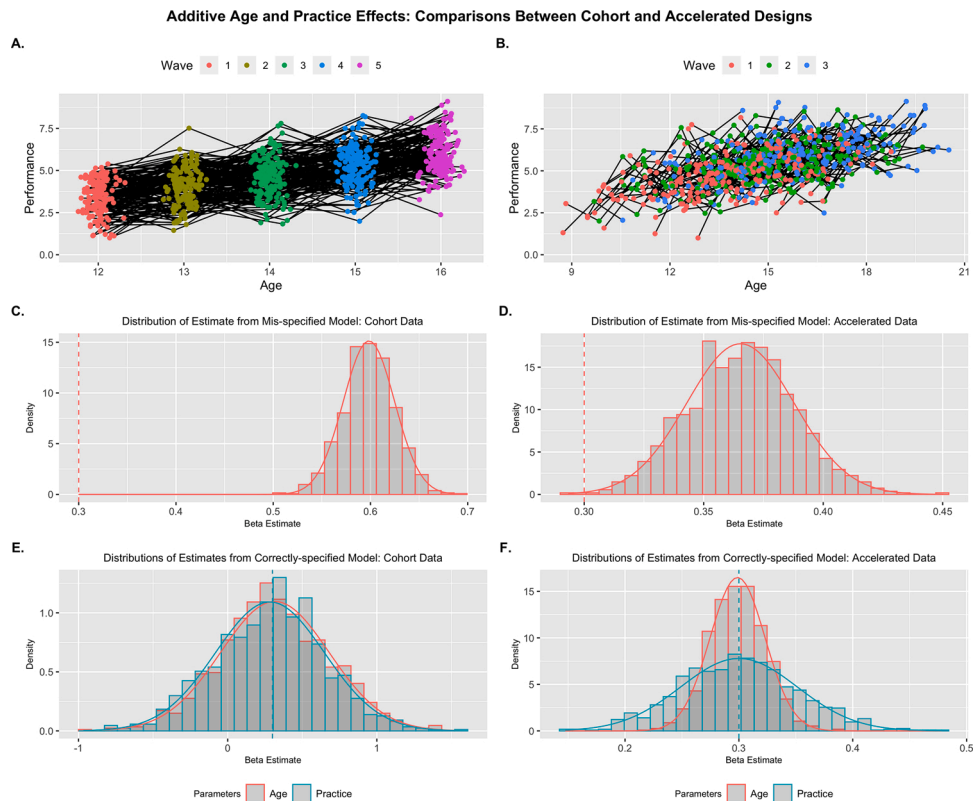 Additive Age and Practice Effects: Comparisons Between Cohort and Accelerated Designs
A.
Wave 1 2 3 4 5
Performance
7.5
5.0
2.5
0.0
12 13 14 15 16
Age
B.
Wave 1 2 3
Performance
7.5
5.0
2.5
0.0
9 12 15 18 21
Age
C.
Distribution of Estimate from Mis-specified Model: Cohort Data
Density
15
10
5
0
0.3 0.4 0.5 0.6 0.7
Beta Estimate
D.
Distribution of Estimate from Mis-specified Model: Accelerated Data
Density
15
10
5
0
0.30 0.35 0.40 0.45
Beta Estimate
E.
Distributions of Estimates from Correctly-specified Model: Cohort Data
Density
1.0
0.5
0.0
-1 0 1
Beta Estimate
Parameters Age Practice
F.
Distributions of Estimates from Correctly-specified Model: Accelerated Data
Density
15
10
5
0
0.2 0.3 0.4 0.5
Beta Estimate
Parameters Age Practice